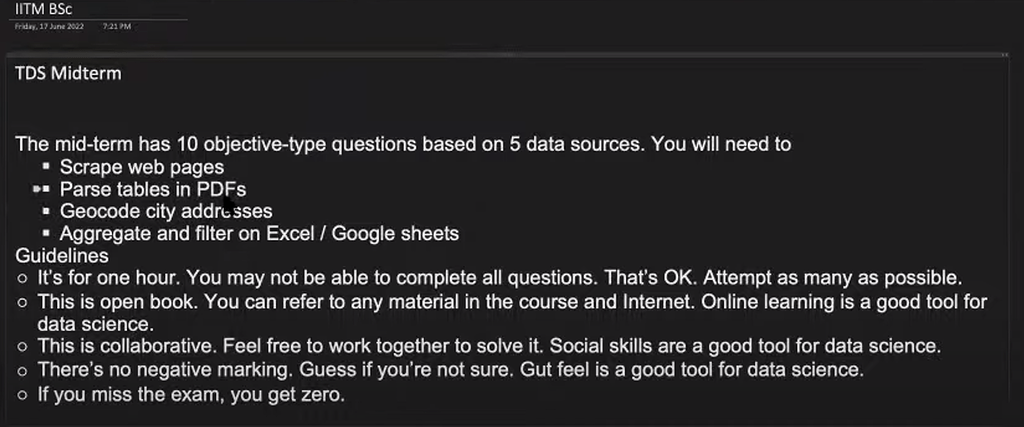 IITM BSc
Friday, 17 June 2022 7:21 PM
TDS Midterm
The mid-term has 10 objective-type questions based on 5 data sources. You will need to
▪ Scrape web pages
▪ Parse tables in PDFs
▪ Geocode city addresses
▪ Aggregate and filter on Excel / Google sheets
Guidelines
○ It's for one hour. You may not be able to complete all questions. That's OK. Attempt as many as possible.
○ This is open book. You can refer to any material in the course and Internet. Online learning is a good tool for
data science.
○ This is collaborative. Feel free to work together to solve it. Social skills are a good tool for data science.
○ There's no negative marking. Guess if you're not sure. Gut feel is a good tool for data science.
○ If you miss the exam, you get zero.